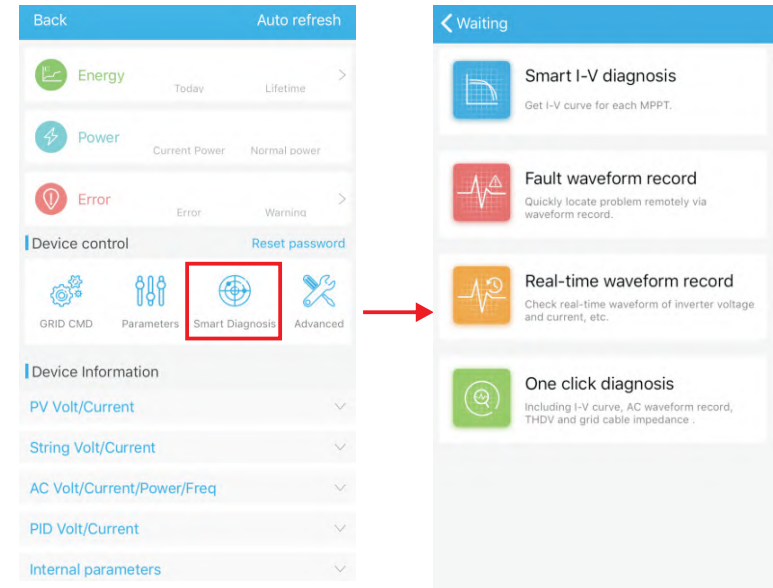 Back Auto refresh
Energy
Today Lifetime
Power
Current Power Normal power
Error
Error Warning
Device control Reset password
GRID CMD Parameters Smart Diagnosis Advanced
Device Information
PV Volt/Current
String Volt/Current
AC Volt/Current/Power/Freq
PID Volt/Current
Internal parameters
Waiting
Smart I-V diagnosis
Get I-V curve for each MPPT.
Fault waveform record
Quickly locate problem remotely via
waveform record.
Real-time waveform record
Check real-time waveform of inverter voltage
and current, etc.
One click diagnosis
Including I-V curve, AC waveform record,
THDV and grid cable impedance .